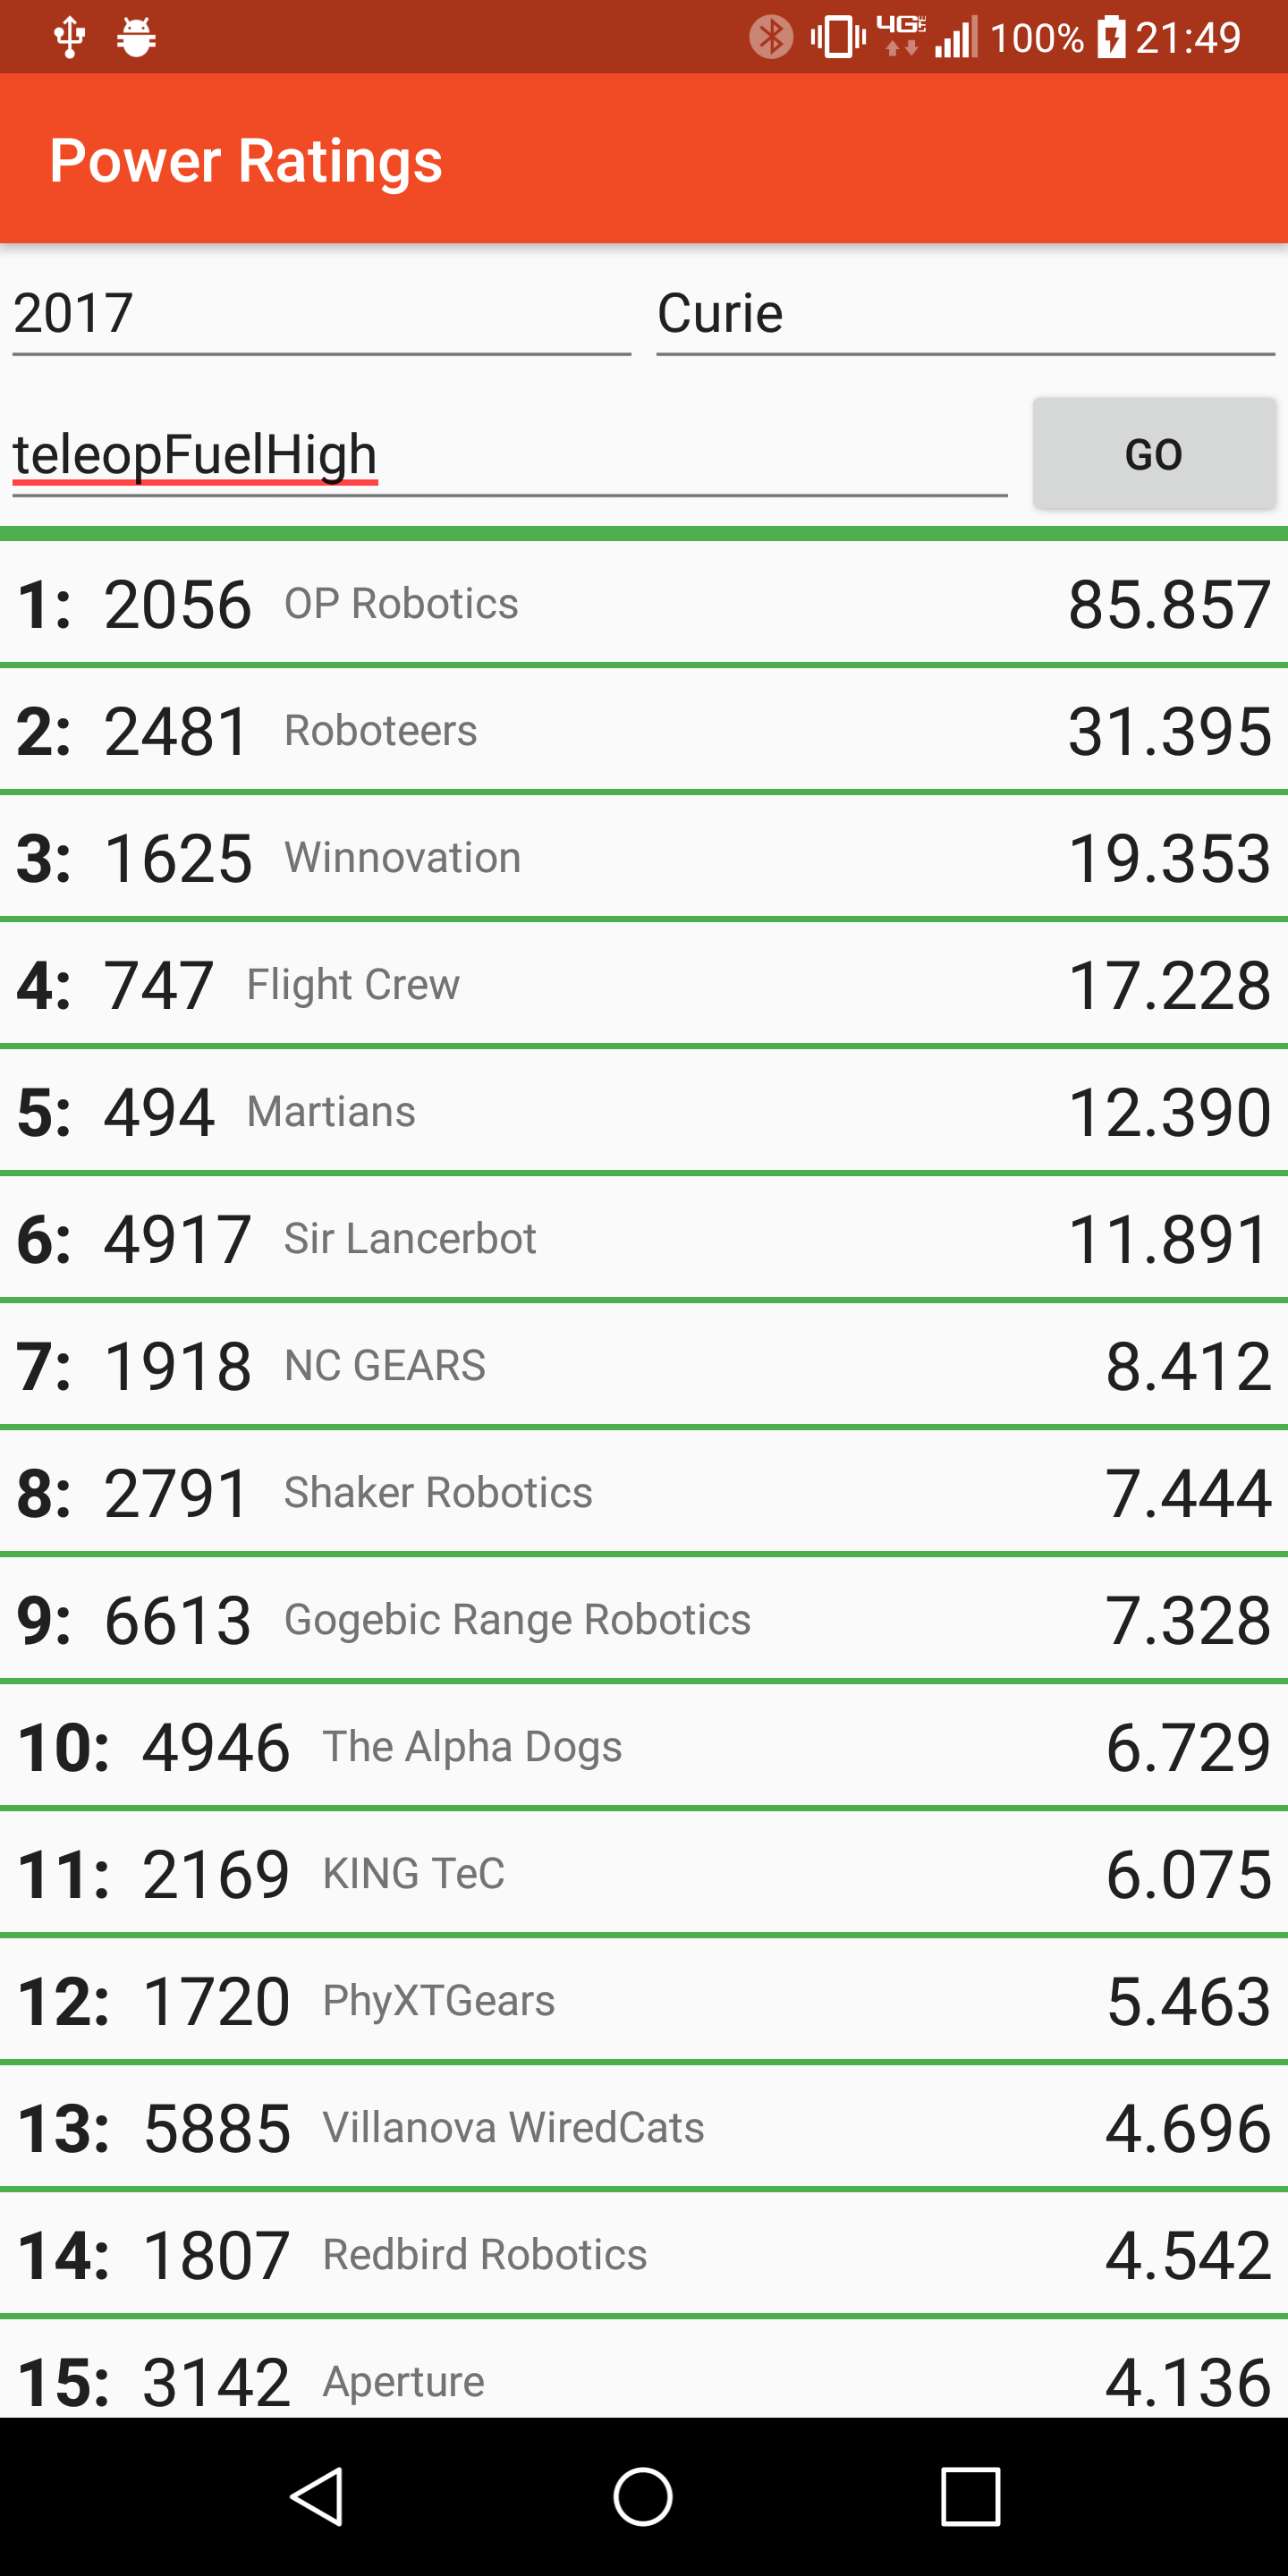 4G LTE 100% 21:49
Power Ratings
2017 Curie
teleopFuelHigh GO
1: 2056 OP Robotics 85.857
2: 2481 Roboteers 31.395
3: 1625 Winnovation 19.353
4: 747 Flight Crew 17.228
5: 494 Martians 12.390
6: 4917 Sir Lancerbot 11.891
7: 1918 NC GEARS 8.412
8: 2791 Shaker Robotics 7.444
9: 6613 Gogebic Range Robotics 7.328
10: 4946 The Alpha Dogs 6.729
11: 2169 KING TeC 6.075
12: 1720 PhyXTGears 5.463
13: 5885 Villanova WiredCats 4.696
14: 1807 Redbird Robotics 4.542
15: 3142 Aperture 4.136